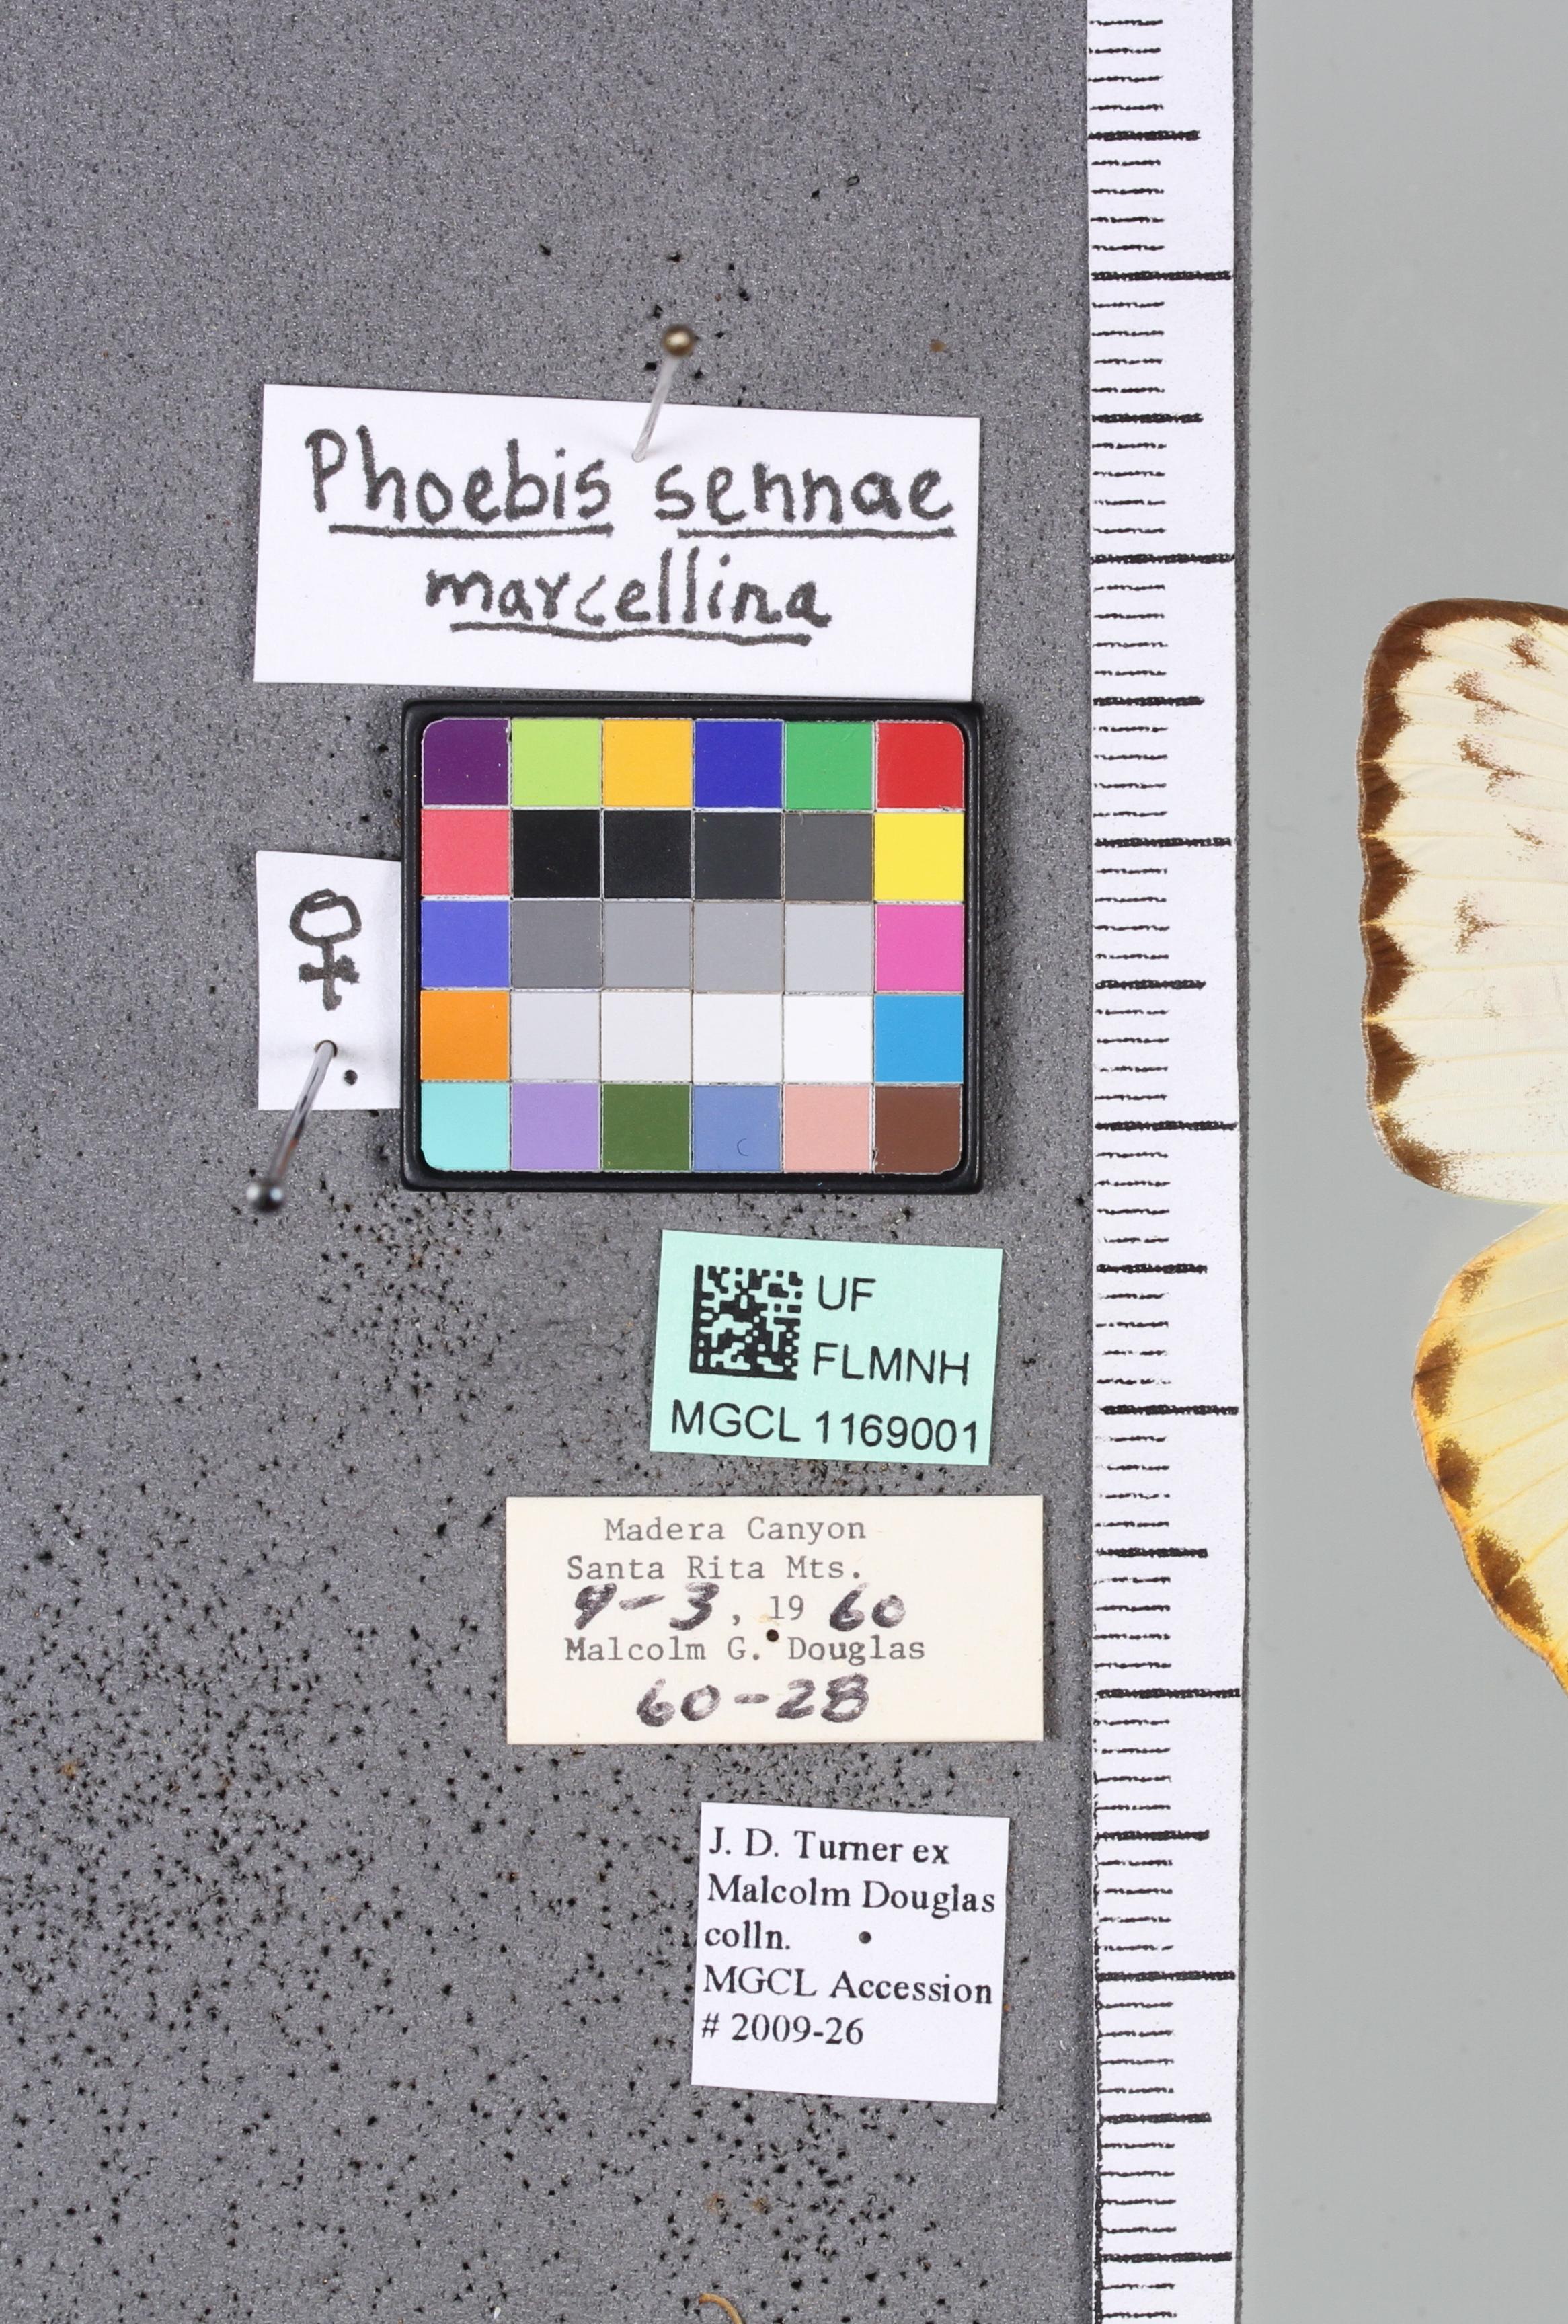 Phoebis sennae
marcellina
♀
UF
FLMNH
MGCL 1169001
Madera Canyon
Santa Rita Mts.
9-3, 19 60
Malcolm G. Douglas
60-28
J. D. Turner ex
Malcolm Douglas
colln.
MGCL Accession
# 2009-26